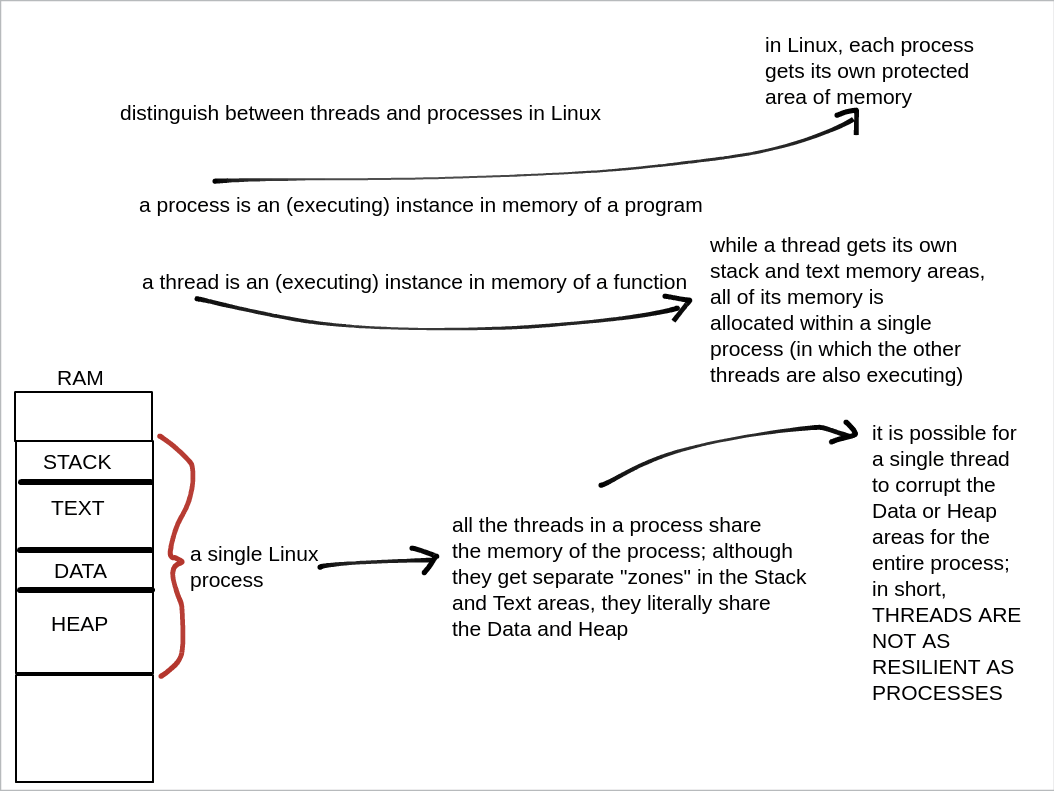 in Linux, each process
gets its own protected
area of memory
distinguish between threads and processes in Linux
a process is an (executing) instance in memory of a program
while a thread gets its own
stack and text memory areas,
all of its memory is
allocated within a single
process (in which the other
threads are also executing)
a thread is an (executing) instance in memory of a function
RAM
STACK
TEXT
DATA
HEAP
a single Linux
process
all the threads in a process share
the memory of the process; although
they get separate "zones" in the Stack
and Text areas, they literally share
the Data and Heap
it is possible for
a single thread
to corrupt the
Data or Heap
areas for the
entire process;
in short,
THREADS ARE
NOT AS
RESILIENT AS
PROCESSES